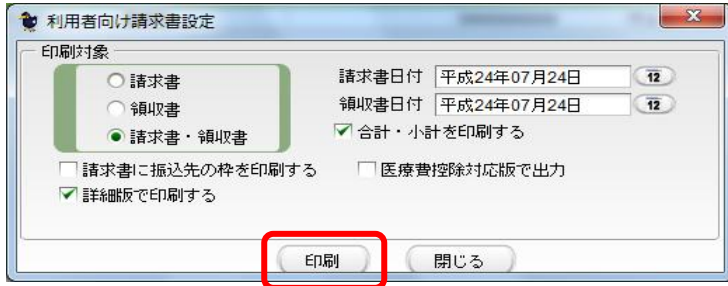 利用者向け請求書設定
印刷対象
請求書
領収書
請求書・領収書
請求書日付 平成24年07月24日 12
領収書日付 平成24年07月24日 12
合計・小計を印刷する
請求書に振込先の枠を印刷する 医療費控除対応版で出力
詳細版で印刷する
印刷 閉じる